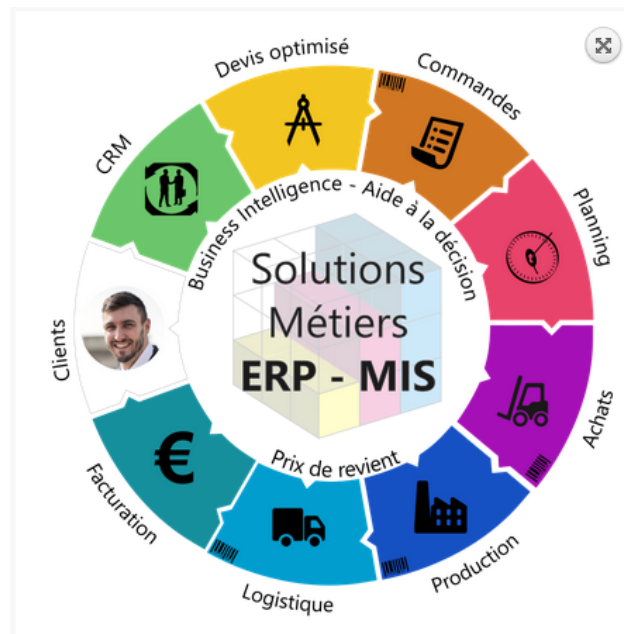 Devis optimisé
Commandes
CRM
Planning
Business Intelligence - Aide à la décision
Solutions
Métiers
ERP - MIS
Clients
Achats
Prix de revient
€
Facturation
Production
Logistique